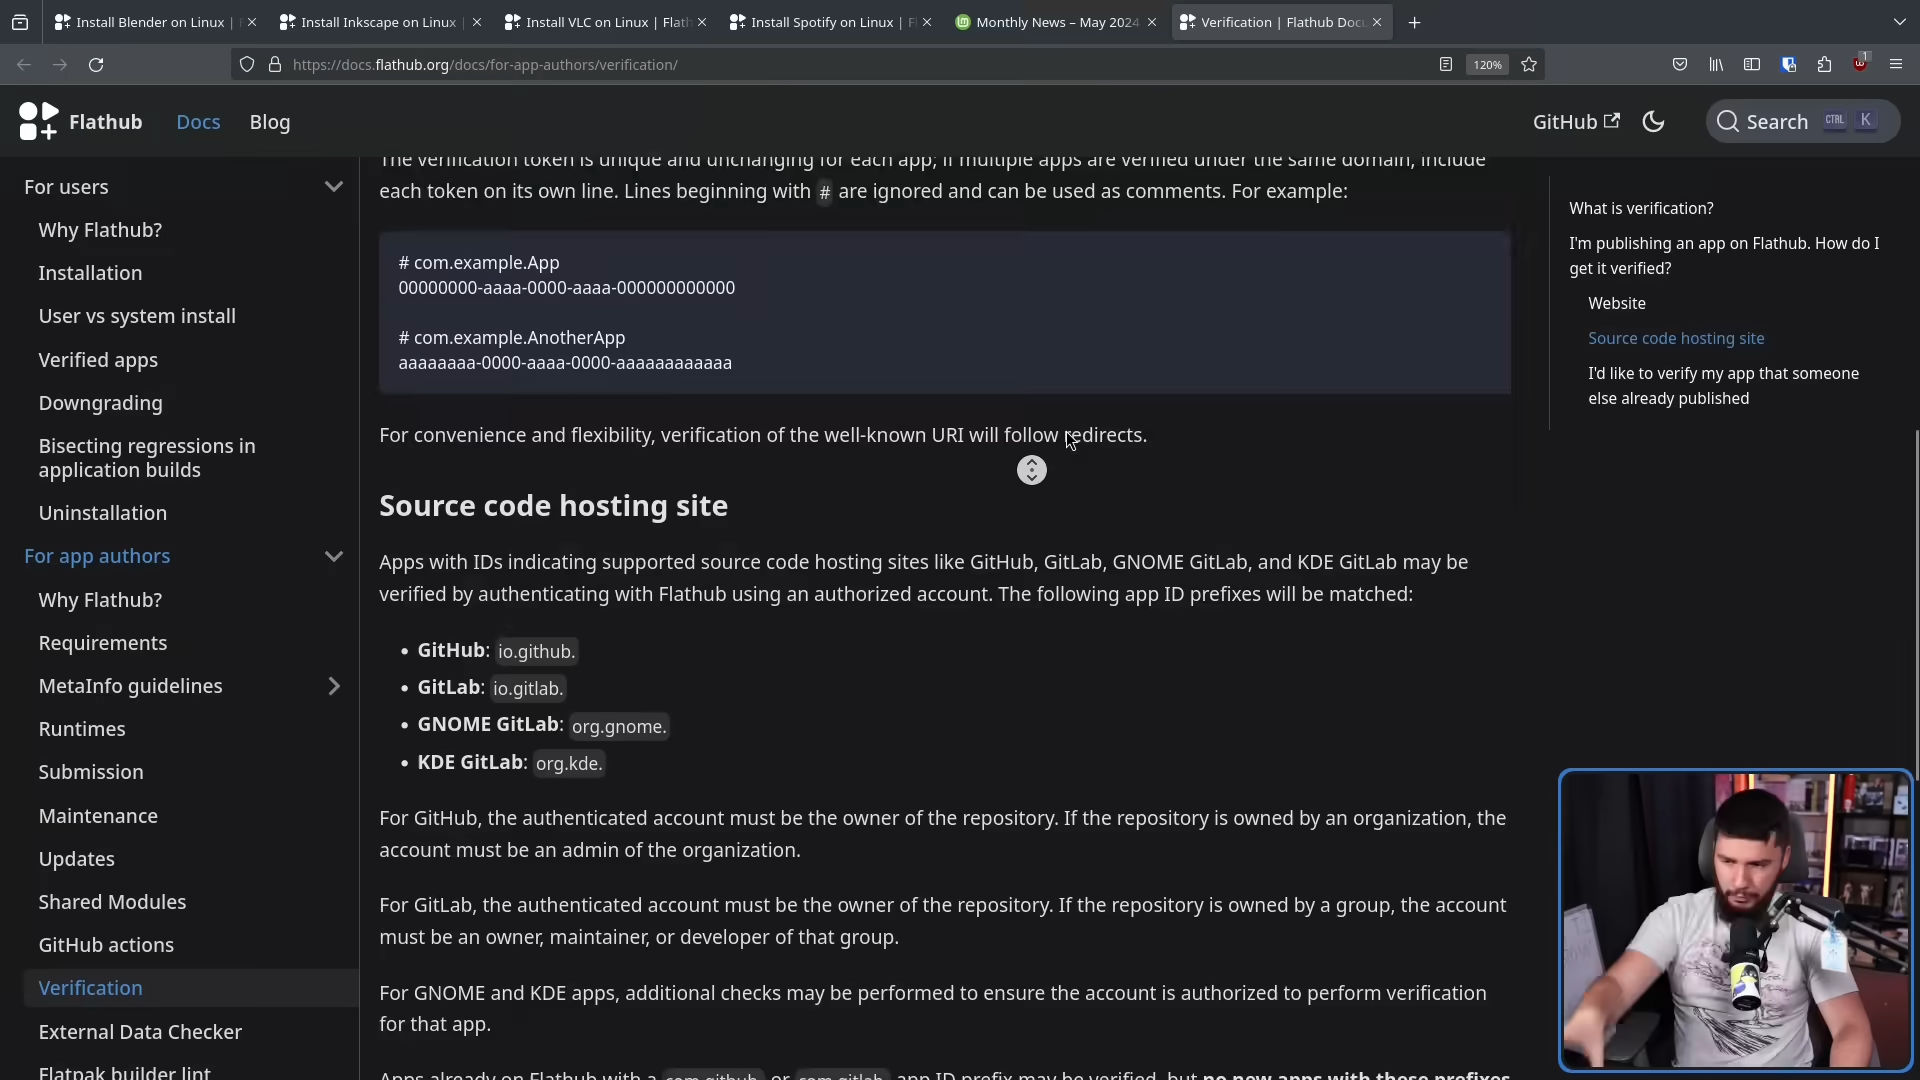 Install Blender on Linux |
Install Inkscape on Linux
Install VLC on Linux | Flath
Install Spotify on Linux | F
Monthly News – May 2024
Verification | Flathub Docu
https://docs.flathub.org/docs/for-app-authors/verification/
120%
1
Flathub
Docs
Blog
GitHub
Search
CTRL
K
For users
Why Flathub?
Installation
User vs system install
Verified apps
Downgrading
Bisecting regressions in
application builds
Uninstallation
For app authors
Why Flathub?
Requirements
MetaInfo guidelines
Runtimes
Submission
Maintenance
Updates
Shared Modules
GitHub actions
Verification
External Data Checker
Flatpak builder lint
The verification token is unique and unchanging for each app; if multiple apps are verified under the same domain, include
each token on its own line. Lines beginning with # are ignored and can be used as comments. For example:
# com.example.App
00000000-aaaa-0000-aaaa-000000000000
# com.example.AnotherApp
aaaaaaaa-0000-aaaa-0000-aaaaaaaaaaaa
For convenience and flexibility, verification of the well-known URI will follow redirects.
Source code hosting site
Apps with IDs indicating supported source code hosting sites like GitHub, GitLab, GNOME GitLab, and KDE GitLab may be
verified by authenticating with Flathub using an authorized account. The following app ID prefixes will be matched:
• GitHub: io.github.
• GitLab: io.gitlab.
• GNOME GitLab: org.gnome.
• KDE GitLab: org.kde.
For GitHub, the authenticated account must be the owner of the repository. If the repository is owned by an organization, the
account must be an admin of the organization.
For GitLab, the authenticated account must be the owner of the repository. If the repository is owned by a group, the account
must be an owner, maintainer, or developer of that group.
For GNOME and KDE apps, additional checks may be performed to ensure the account is authorized to perform verification
for that app.
Apps already on Flathub with a com.github. or com.gitlab. app ID prefix may be verified, but no new apps with these prefixes
What is verification?
I'm publishing an app on Flathub. How do I
get it verified?
Website
Source code hosting site
I'd like to verify my app that someone
else already published